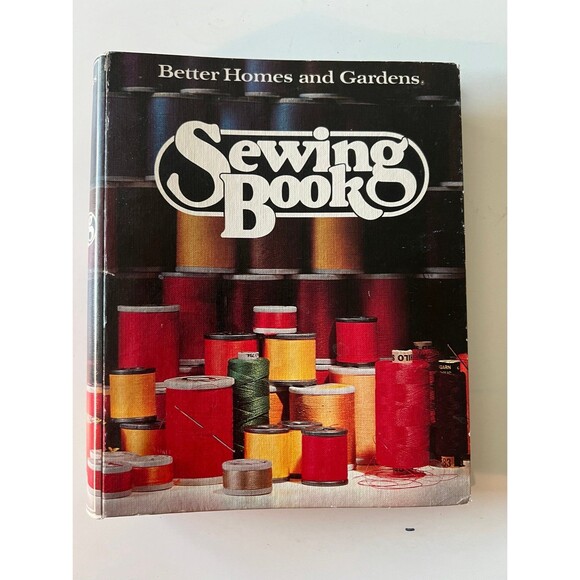 Better Homes and Gardens®
Sewing
Book